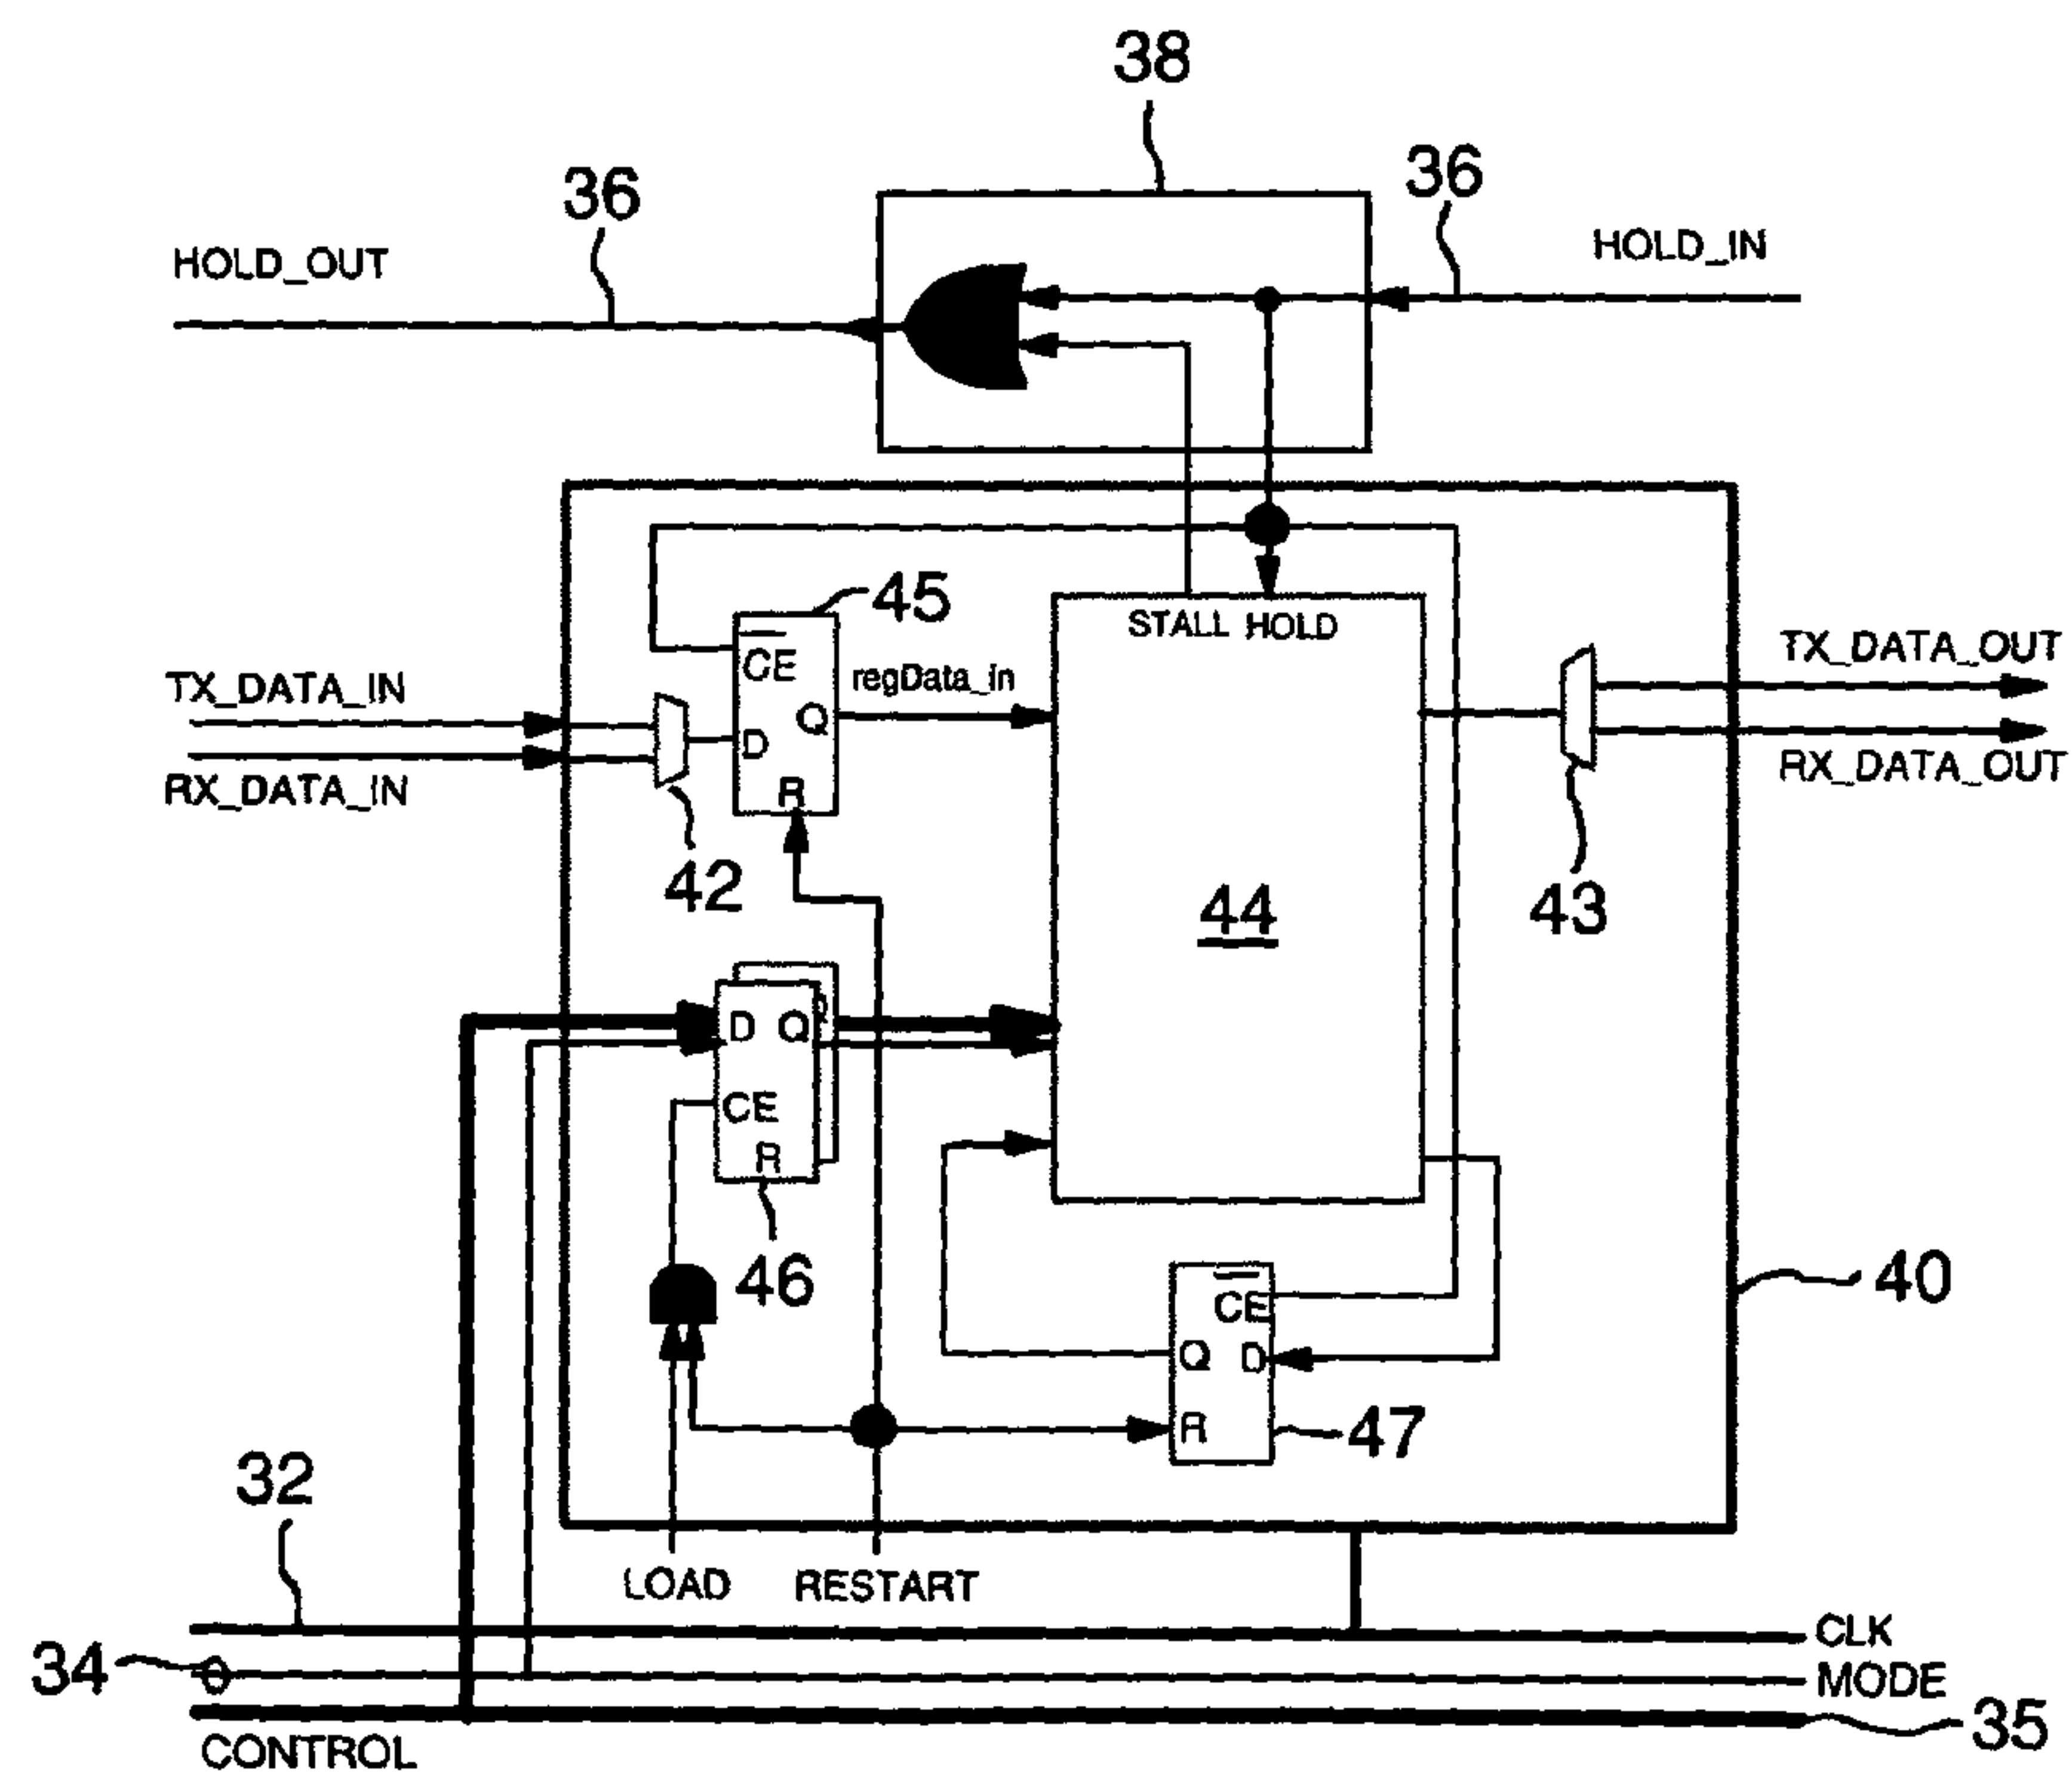 38
36
36
HOLD_OUT
HOLD_IN
45
STALL HOLD
CE
regData_in
TX_DATA_IN
TX_DATA_OUT
Q
D
RX_DATA_IN
R
RX_DATA_OUT
42
44
43
D Q
CE
R
46
40
CE
Q D
R
47
32
LOAD
RESTART
CLK
34
MODE
35
CONTROL